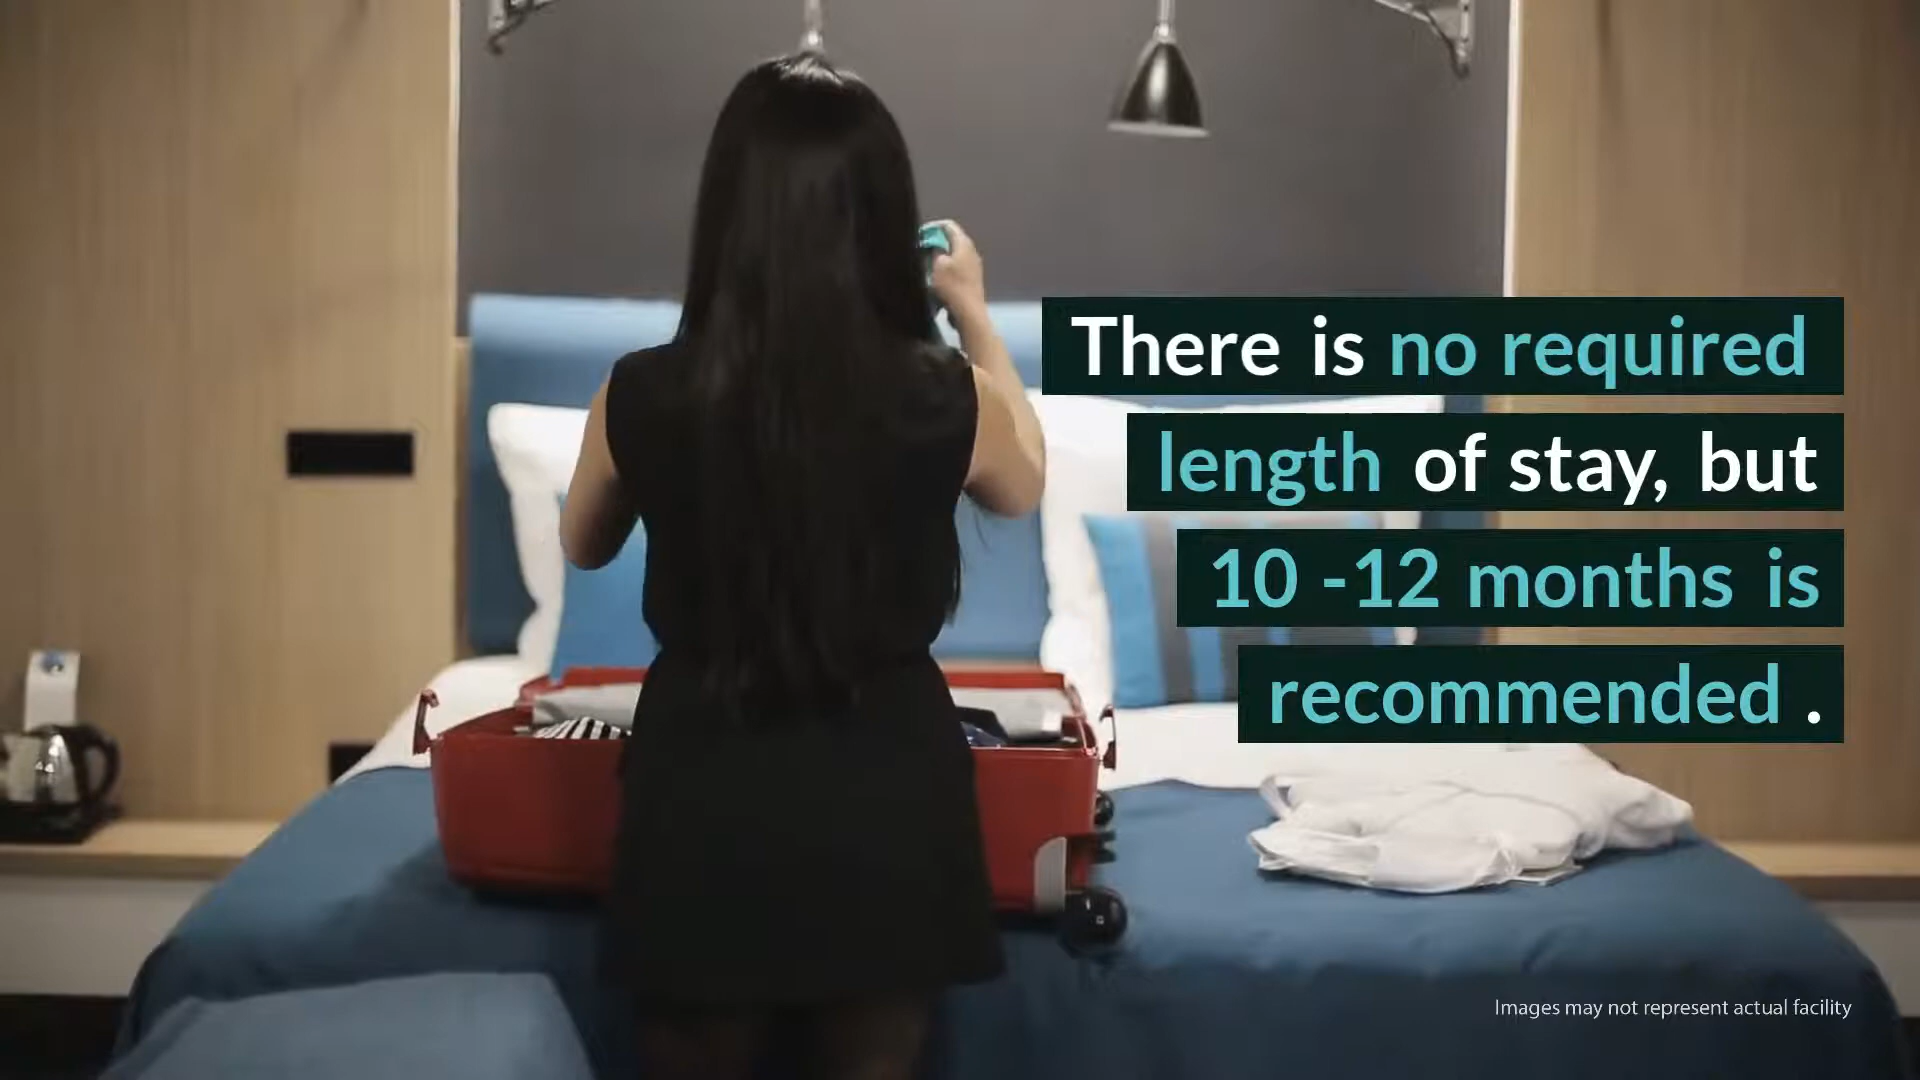 There is no required
length of stay, but
10 -12 months is
recommended .
Images may not represent actual facility